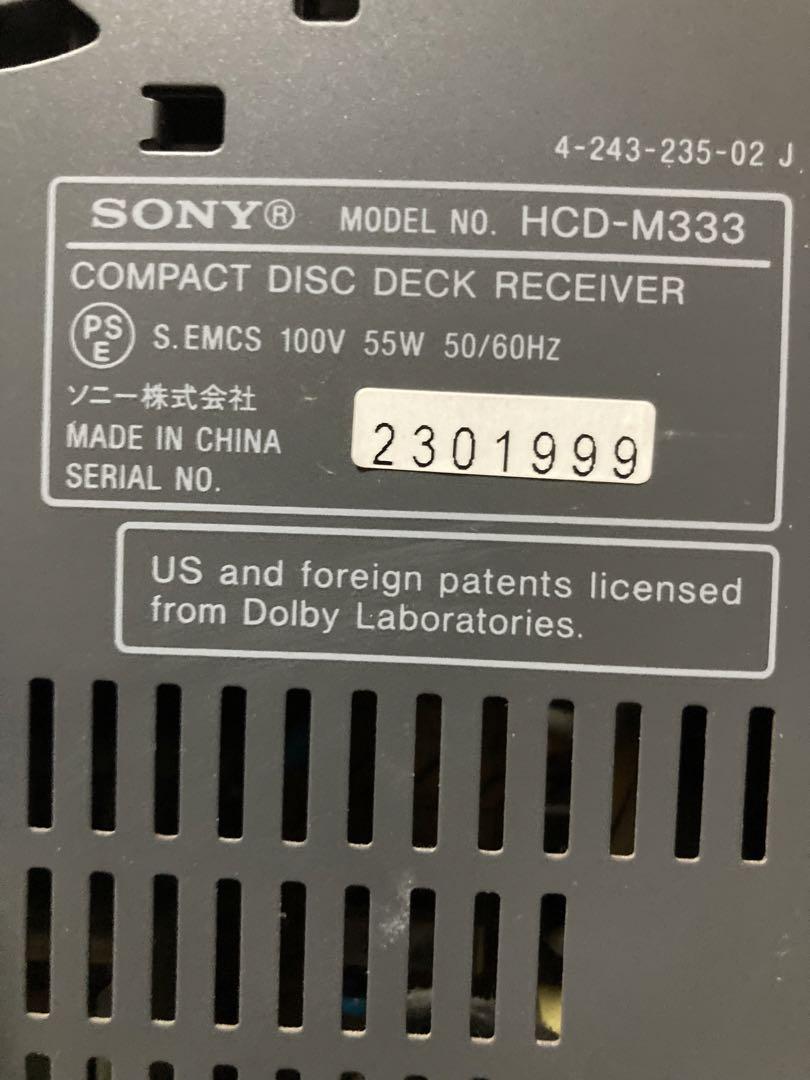 4-243-235-02 J
SONY® MODEL NO. HCD-M333
COMPACT DISC DECK RECEIVER
PSE S.EMCS 100V 55W 50/60HZ
ソニー株式会社
MADE IN CHINA
SERIAL NO. 2301999
US and foreign patents licensed
from Dolby Laboratories.